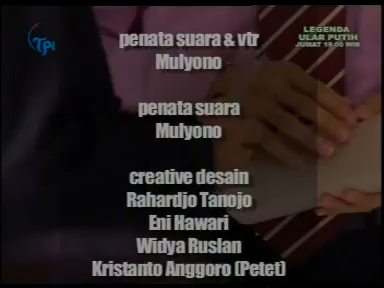 TPI
LEGENDA
ULAR PUTIH
JUMAT 19.00 WIB
penata suara & vtr
Mulyono
penata suara
Mulyono
creative desain
Rahardjo Tanojo
Eni Hawari
Widya Ruslan
Kristanto Anggoro (Petet)